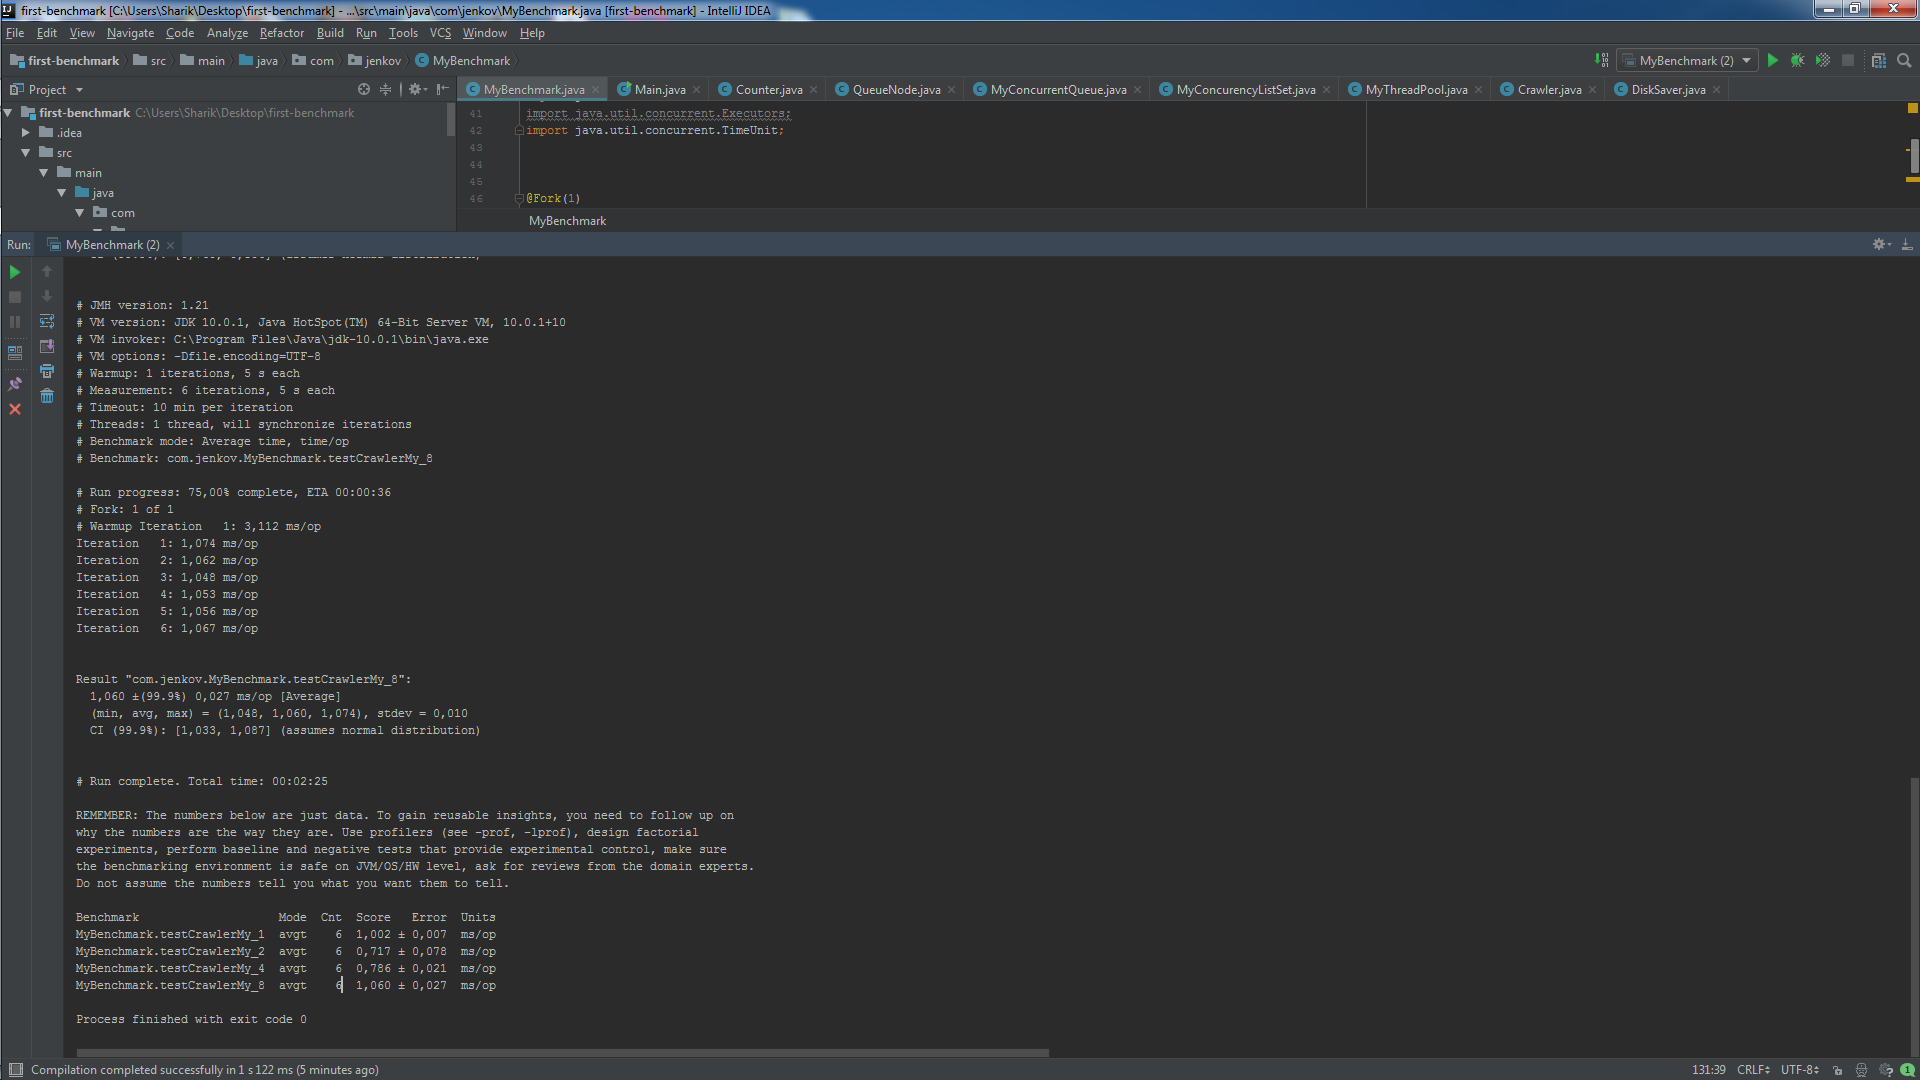 first-benchmark [C:\Users\Sharik\Desktop\first-benchmark] - ...\src\main\java\com\jenkov\MyBenchmark.java [first-benchmark] - IntelliJ IDEA
File Edit View Navigate Code Analyze Refactor Build Run Tools VCS Window Help
first-benchmark src main java com jenkov MyBenchmark
MyBenchmark (2)
Project
MyBenchmark.java Main.java Counter.java QueueNode.java MyConcurrentQueue.java MyConcurencyListSet.java MyThreadPool.java Crawler.java DiskSaver.java
first-benchmark C:\Users\Sharik\Desktop\first-benchmark
.idea
src
main
java
com
41 import java.util.concurrent.Executors;
42 import java.util.concurrent.TimeUnit;
43
44
45
46 @Fork(1)
MyBenchmark
Run: MyBenchmark (2)
# JMH version: 1.21
# VM version: JDK 10.0.1, Java HotSpot(TM) 64-Bit Server VM, 10.0.1+10
# VM invoker: C:\Program Files\Java\jdk-10.0.1\bin\java.exe
# VM options: -Dfile.encoding=UTF-8
# Warmup: 1 iterations, 5 s each
# Measurement: 6 iterations, 5 s each
# Timeout: 10 min per iteration
# Threads: 1 thread, will synchronize iterations
# Benchmark mode: Average time, time/op
# Benchmark: com.jenkov.MyBenchmark.testCrawlerMy_8
# Run progress: 75,00% complete, ETA 00:00:36
# Fork: 1 of 1
# Warmup Iteration 1: 3,112 ms/op
Iteration 1: 1,074 ms/op
Iteration 2: 1,062 ms/op
Iteration 3: 1,048 ms/op
Iteration 4: 1,053 ms/op
Iteration 5: 1,056 ms/op
Iteration 6: 1,067 ms/op
Result "com.jenkov.MyBenchmark.testCrawlerMy_8":
1,060 ±(99.9%) 0,027 ms/op [Average]
(min, avg, max) = (1,048, 1,060, 1,074), stdev = 0,010
CI (99.9%): [1,033, 1,087] (assumes normal distribution)
# Run complete. Total time: 00:02:25
REMEMBER: The numbers below are just data. To gain reusable insights, you need to follow up on
why the numbers are the way they are. Use profilers (see -prof, -lprof), design factorial
experiments, perform baseline and negative tests that provide experimental control, make sure
the benchmarking environment is safe on JVM/OS/HW level, ask for reviews from the domain experts.
Do not assume the numbers tell you what you want them to tell.
Benchmark Mode Cnt Score Error Units
MyBenchmark.testCrawlerMy_1 avgt 6 1,002 ± 0,007 ms/op
MyBenchmark.testCrawlerMy_2 avgt 6 0,717 ± 0,078 ms/op
MyBenchmark.testCrawlerMy_4 avgt 6 0,786 ± 0,021 ms/op
MyBenchmark.testCrawlerMy_8 avgt 6 1,060 ± 0,027 ms/op
Process finished with exit code 0
Compilation completed successfully in 1 s 122 ms (5 minutes ago)
131:39 CRLF UTF-8 1